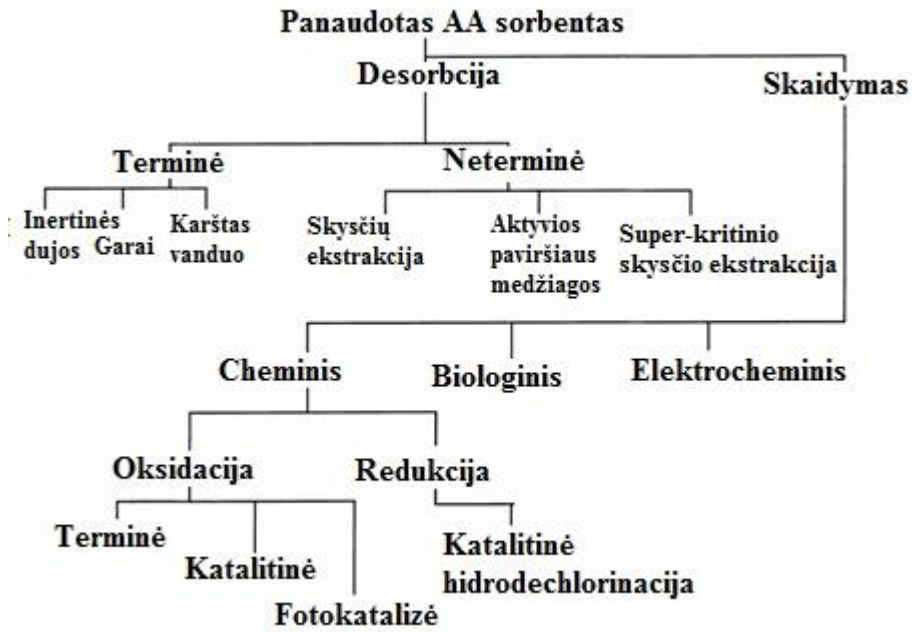 Panaudotas AA sorbentas
Desorbcija
Skaidymas
Terminė
Neterminė
Inertinės
dujos
Garai
Karštas
vanduo
Skysčių
ekstrakcija
Aktyvios
paviršiaus
medžiagos
Super-kritinio
skysčio ekstrakcija
Cheminis
Biologinis
Elektrocheminis
Oksidacija
Redukcija
Terminė
Katalitinė
Fotokatalizė
Katalitinė
hidrodechlorinacija